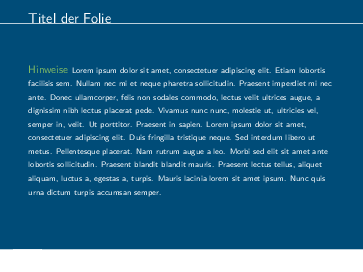 Titel der Folie
Hinweise Lorem ipsum dolor sit amet, consectetuer adipiscing elit. Etiam lobortis
facilisis sem. Nullam nec mi et neque pharetra sollicitudin. Praesent imperdiet mi nec
ante. Donec ullamcorper, felis non sodales commodo, lectus velit ultrices augue, a
dignissim nibh lectus placerat pede. Vivamus nunc nunc, molestie ut, ultricies vel,
semper in, velit. Ut porttitor. Praesent in sapien. Lorem ipsum dolor sit amet,
consectetuer adipiscing elit. Duis fringilla tristique neque. Sed interdum libero ut
metus. Pellentesque placerat. Nam rutrum augue a leo. Morbi sed elit sit amet ante
lobortis sollicitudin. Praesent blandit blandit mauris. Praesent lectus tellus, aliquet
aliquam, luctus a, egestas a, turpis. Mauris lacinia lorem sit amet ipsum. Nunc quis
urna dictum turpis accumsan semper.